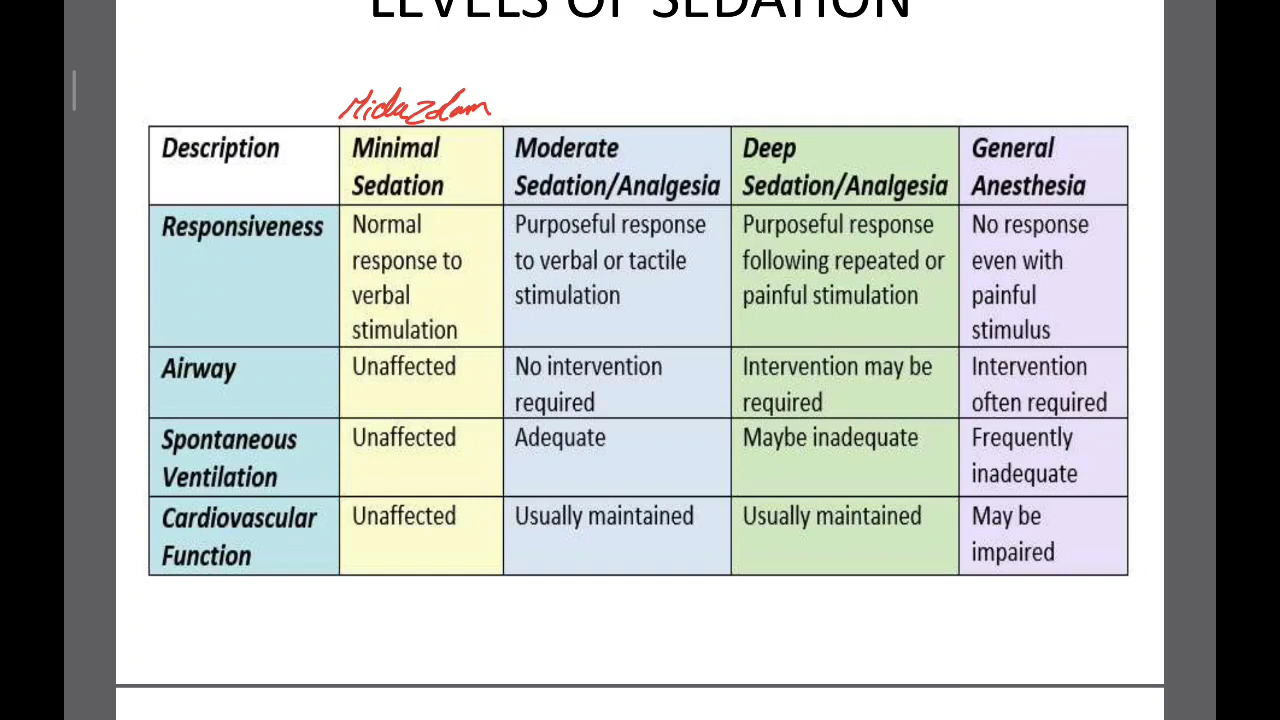 LEVELS OF SEDATION
Midazolam
Description
Minimal
Sedation
Moderate
Sedation/Analgesia
Deep
Sedation/Analgesia
General
Anesthesia
Responsiveness
Normal
response to
verbal
stimulation
Purposeful response
to verbal or tactile
stimulation
Purposeful response
following repeated or
painful stimulation
No response
even with
painful
stimulus
Airway
Unaffected
No intervention
required
Intervention may be
required
Intervention
often required
Spontaneous
Ventilation
Unaffected
Adequate
Maybe inadequate
Frequently
inadequate
Cardiovascular
Function
Unaffected
Usually maintained
Usually maintained
May be
impaired